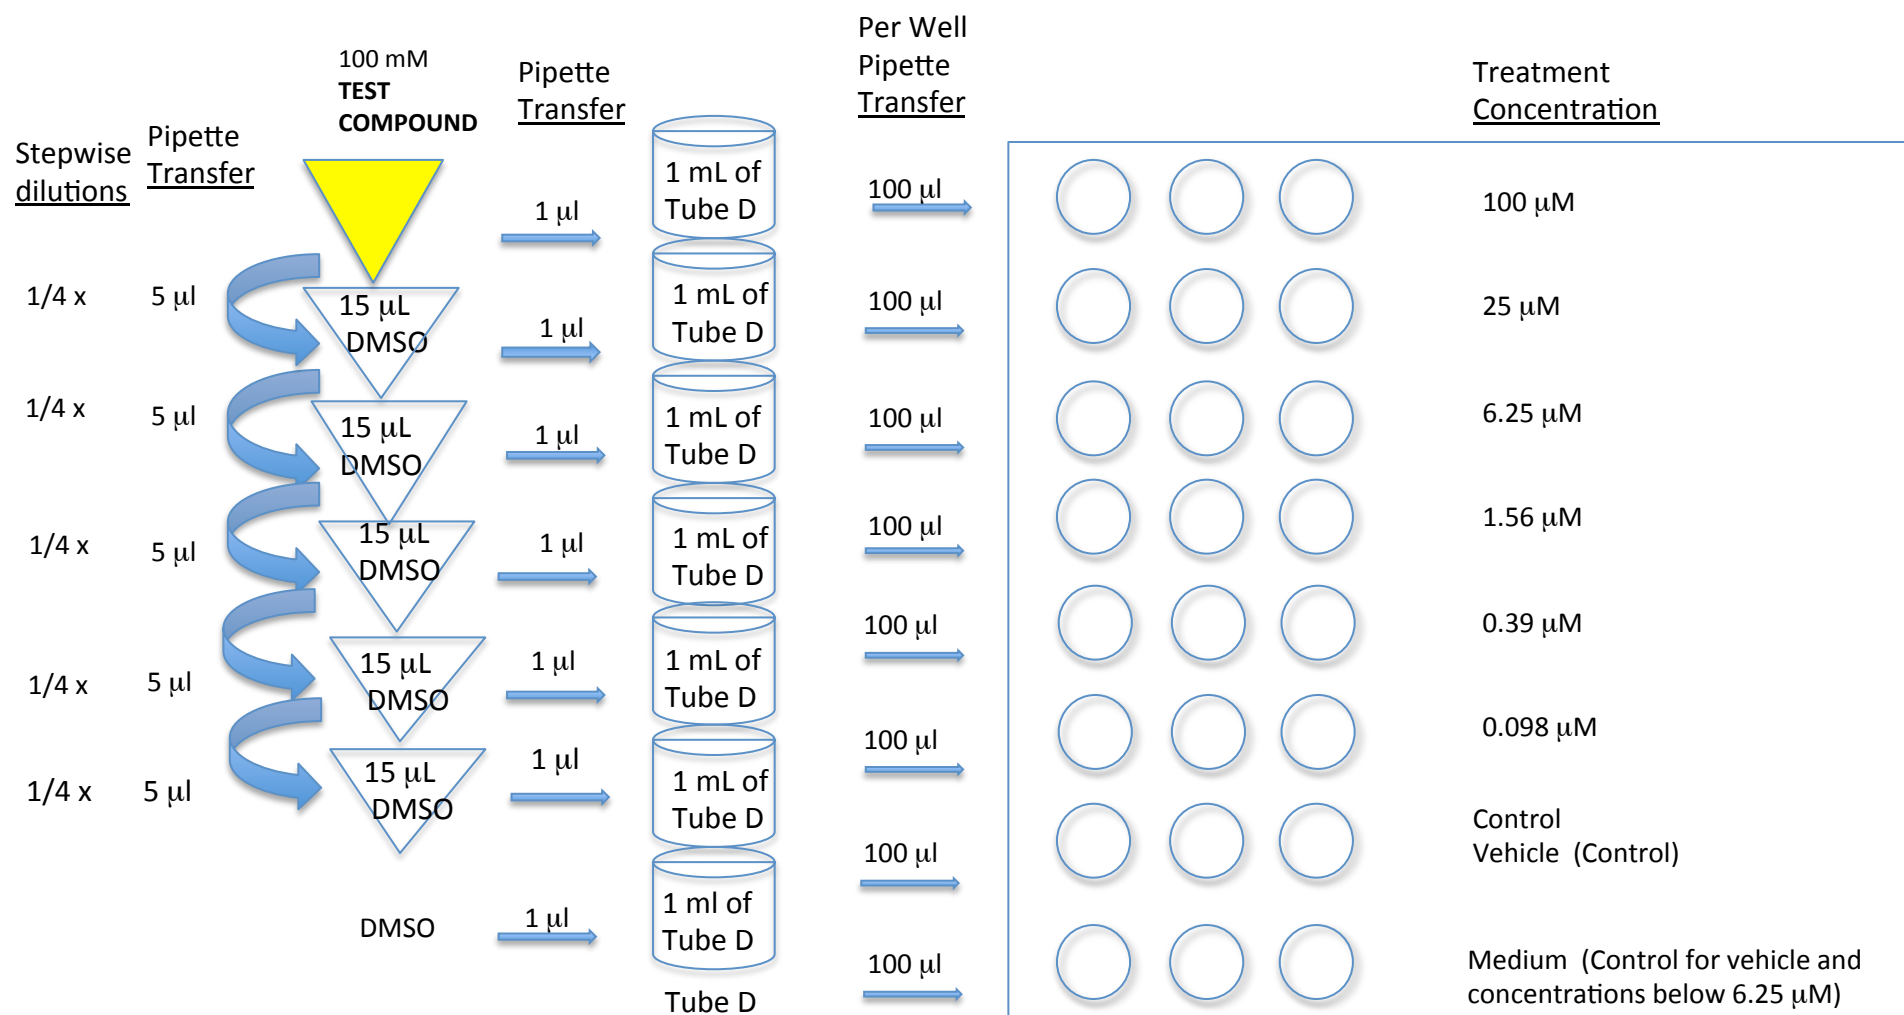 Stepwise
dilutions
Pipette
Transfer
100 mM
TEST
COMPOUND
Pipette
Transfer
Per Well
Pipette
Transfer
Treatment
Concentration
1 μl
1 mL of
Tube D
100 μl
100 μM
1/4 x
5 μl
15 μL
DMSO
1 μl
1 mL of
Tube D
100 μl
25 μM
1/4 x
5 μl
15 μL
DMSO
1 μl
1 mL of
Tube D
100 μl
6.25 μM
1/4 x
5 μl
15 μL
DMSO
1 μl
1 mL of
Tube D
100 μl
1.56 μM
1/4 x
5 μl
15 μL
DMSO
1 μl
1 mL of
Tube D
100 μl
0.39 μM
1/4 x
5 μl
15 μL
DMSO
1 μl
1 mL of
Tube D
100 μl
0.098 μM
DMSO
1 μl
1 ml of
Tube D
100 μl
Control
Vehicle (Control)
Tube D
100 μl
Medium (Control for vehicle and
concentrations below 6.25 μM)